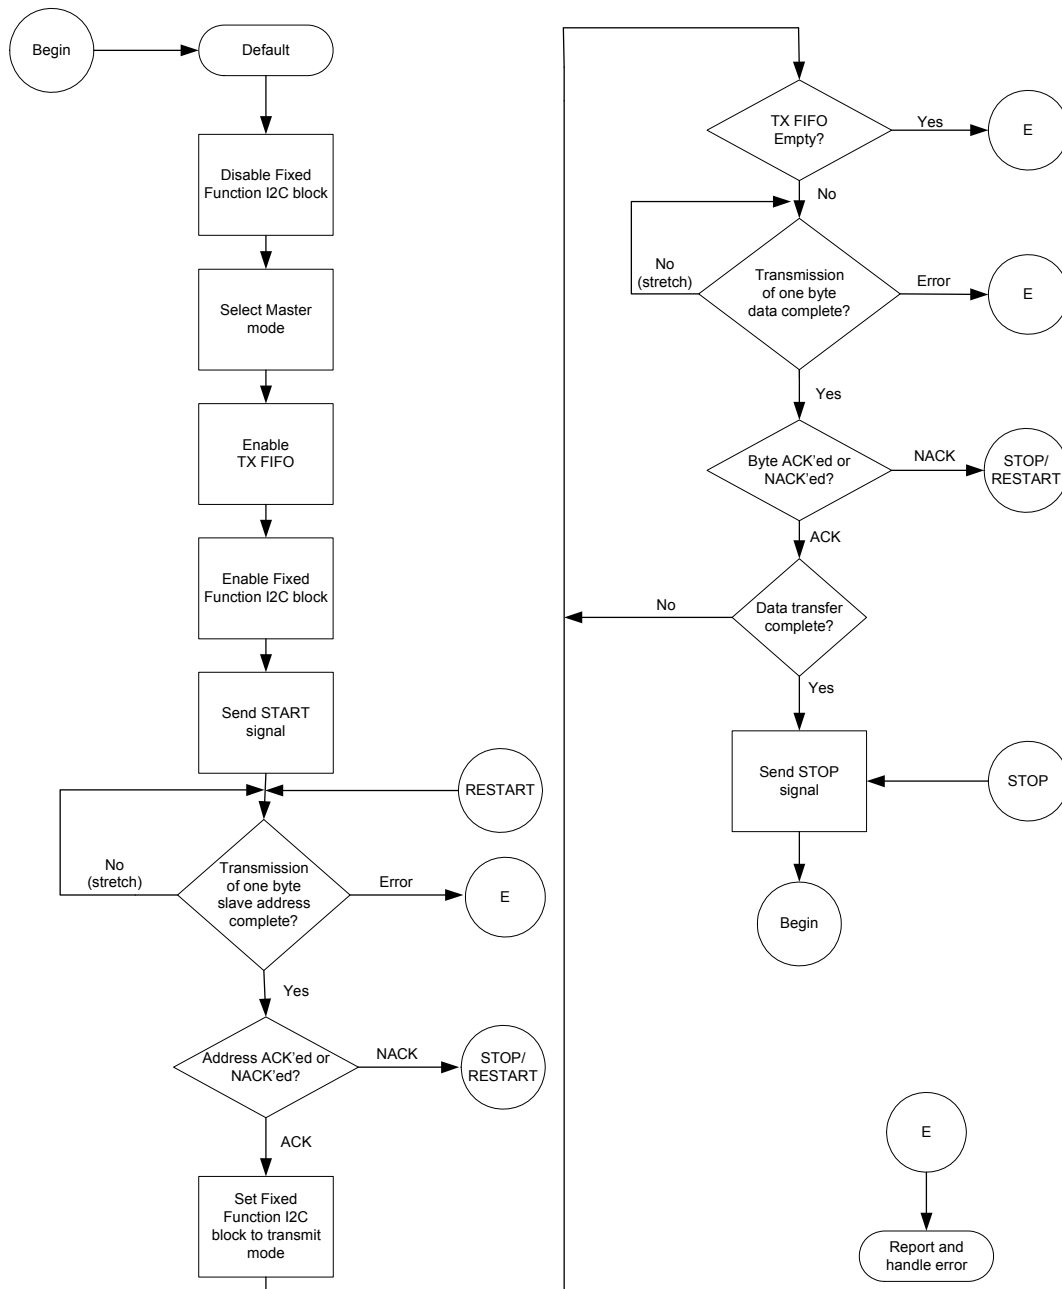 Begin
Default
Disable Fixed
Function I2C block
Select Master
mode
Enable
TX FIFO
Enable Fixed
Function I2C block
Send START
signal
RESTART
No
(stretch)
Transmission
of one byte
slave address
complete?
Error
E
Yes
Address ACK'ed or
NACK'ed?
NACK
STOP/
RESTART
ACK
Set Fixed
Function I2C
block to transmit
mode
TX FIFO
Empty?
Yes
E
No
No
(stretch)
Transmission
of one byte
data complete?
Error
E
Yes
Byte ACK'ed or
NACK'ed?
NACK
STOP/
RESTART
ACK
No
Data transfer
complete?
Yes
Send STOP
signal
STOP
Begin
E
Report and
handle error